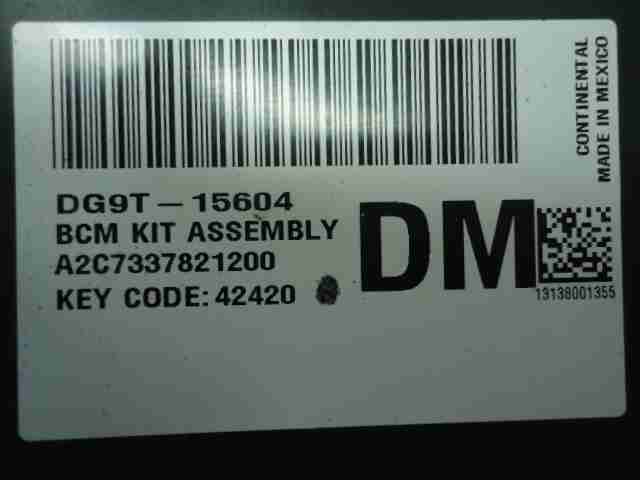 DG9T-15604
BCM KIT ASSEMBLY
A2C7337821200
KEY CODE: 42420
DM
13138001355
CONTINENTAL
MADE IN MEXICO